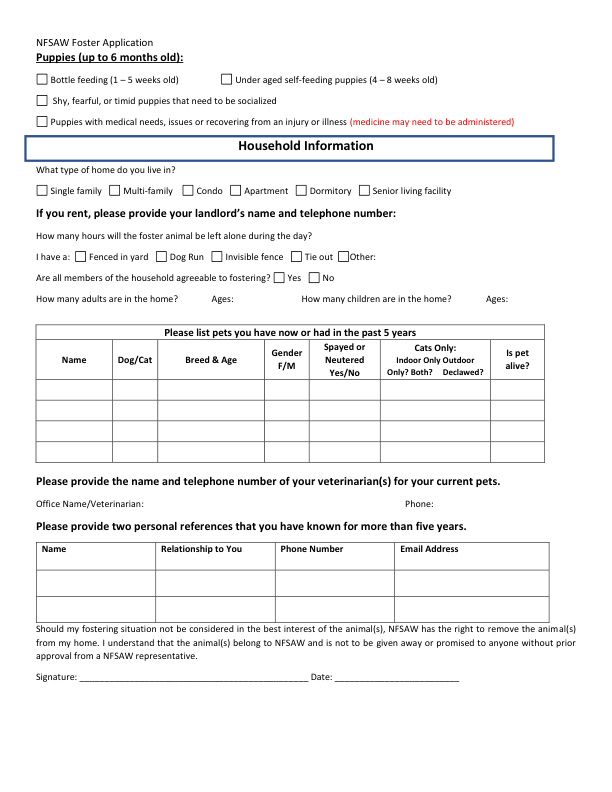 NFSAW Foster Application
Puppies (up to 6 months old):
Bottle feeding (1 – 5 weeks old) Under aged self-feeding puppies (4 – 8 weeks old)
Shy, fearful, or timid puppies that need to be socialized
Puppies with medical needs, issues or recovering from an injury or illness (medicine may need to be administered)
Household Information
What type of home do you live in?
Single family Multi-family Condo Apartment Dormitory Senior living facility
If you rent, please provide your landlord’s name and telephone number:
How many hours will the foster animal be left alone during the day?
I have a: Fenced in yard Dog Run Invisible fence Tie out Other:
Are all members of the household agreeable to fostering? Yes No
How many adults are in the home? Ages: How many children are in the home? Ages:
Please list pets you have now or had in the past 5 years
Name Dog/Cat Breed & Age Gender F/M Spayed or Neutered Yes/No Cats Only: Indoor Only Outdoor Only? Both? Declawed? Is pet alive?
Please provide the name and telephone number of your veterinarian(s) for your current pets.
Office Name/Veterinarian: Phone:
Please provide two personal references that you have known for more than five years.
Name Relationship to You Phone Number Email Address
Should my fostering situation not be considered in the best interest of the animal(s), NFSAW has the right to remove the animal(s)
from my home. I understand that the animal(s) belong to NFSAW and is not to be given away or promised to anyone without prior
approval from a NFSAW representative.
Signature: ______________________________________________ Date: _________________________